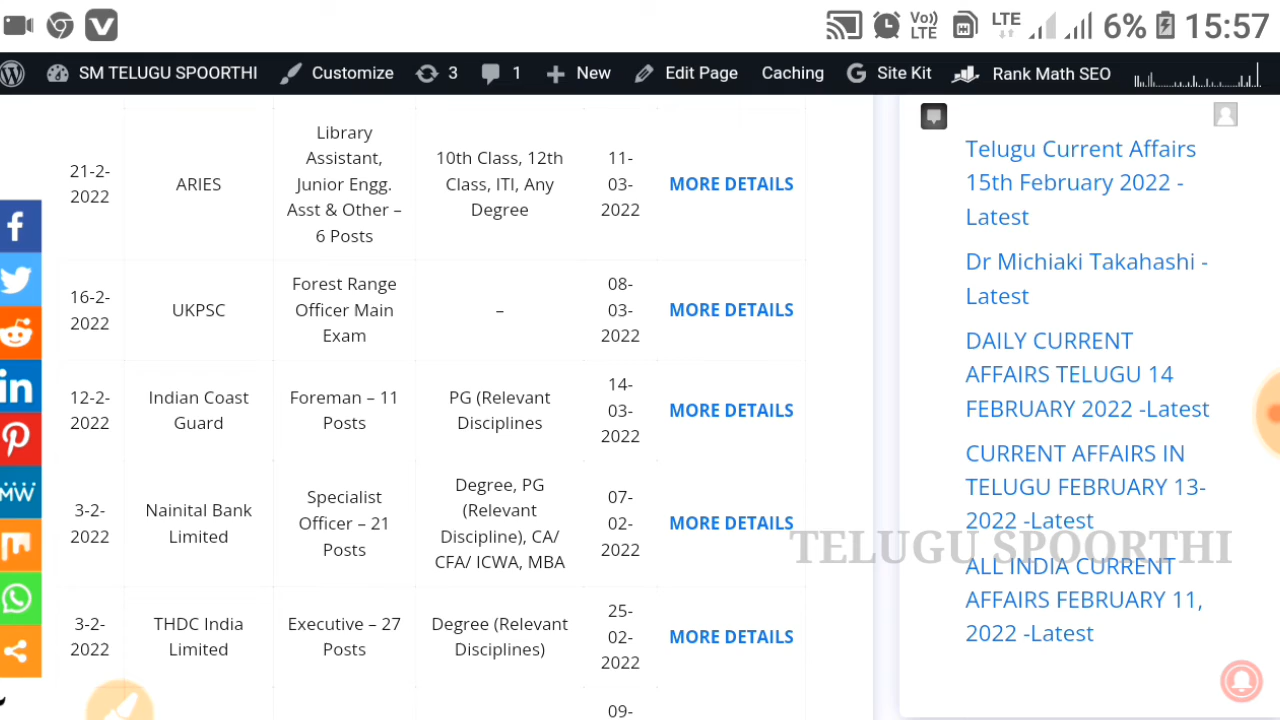 Vo)) LTE LTE 6% 15:57
SM TELUGU SPOORTHI Customize 3 1 New Edit Page Caching Site Kit Rank Math SEO
21-2-
2022
ARIES
Library
Assistant,
Junior Engg.
Asst & Other –
6 Posts
10th Class, 12th
Class, ITI, Any
Degree
11-
03-
2022
MORE DETAILS
16-2-
2022
UKPSC
Forest Range
Officer Main
Exam
–
08-
03-
2022
MORE DETAILS
12-2-
2022
Indian Coast
Guard
Foreman – 11
Posts
PG (Relevant
Disciplines
14-
03-
2022
MORE DETAILS
3-2-
2022
Nainital Bank
Limited
Specialist
Officer – 21
Posts
Degree, PG
(Relevant
Discipline), CA/
CFA/ ICWA, MBA
07-
02-
2022
MORE DETAILS
3-2-
2022
THDC India
Limited
Executive – 27
Posts
Degree (Relevant
Disciplines)
25-
02-
2022
MORE DETAILS
09-
Telugu Current Affairs
15th February 2022 -
Latest
Dr Michiaki Takahashi -
Latest
DAILY CURRENT
AFFAIRS TELUGU 14
FEBRUARY 2022 -Latest
CURRENT AFFAIRS IN
TELUGU FEBRUARY 13-
2022 -Latest
TELUGU SPOORTHI
ALL INDIA CURRENT
AFFAIRS FEBRUARY 11,
2022 -Latest
in
MW